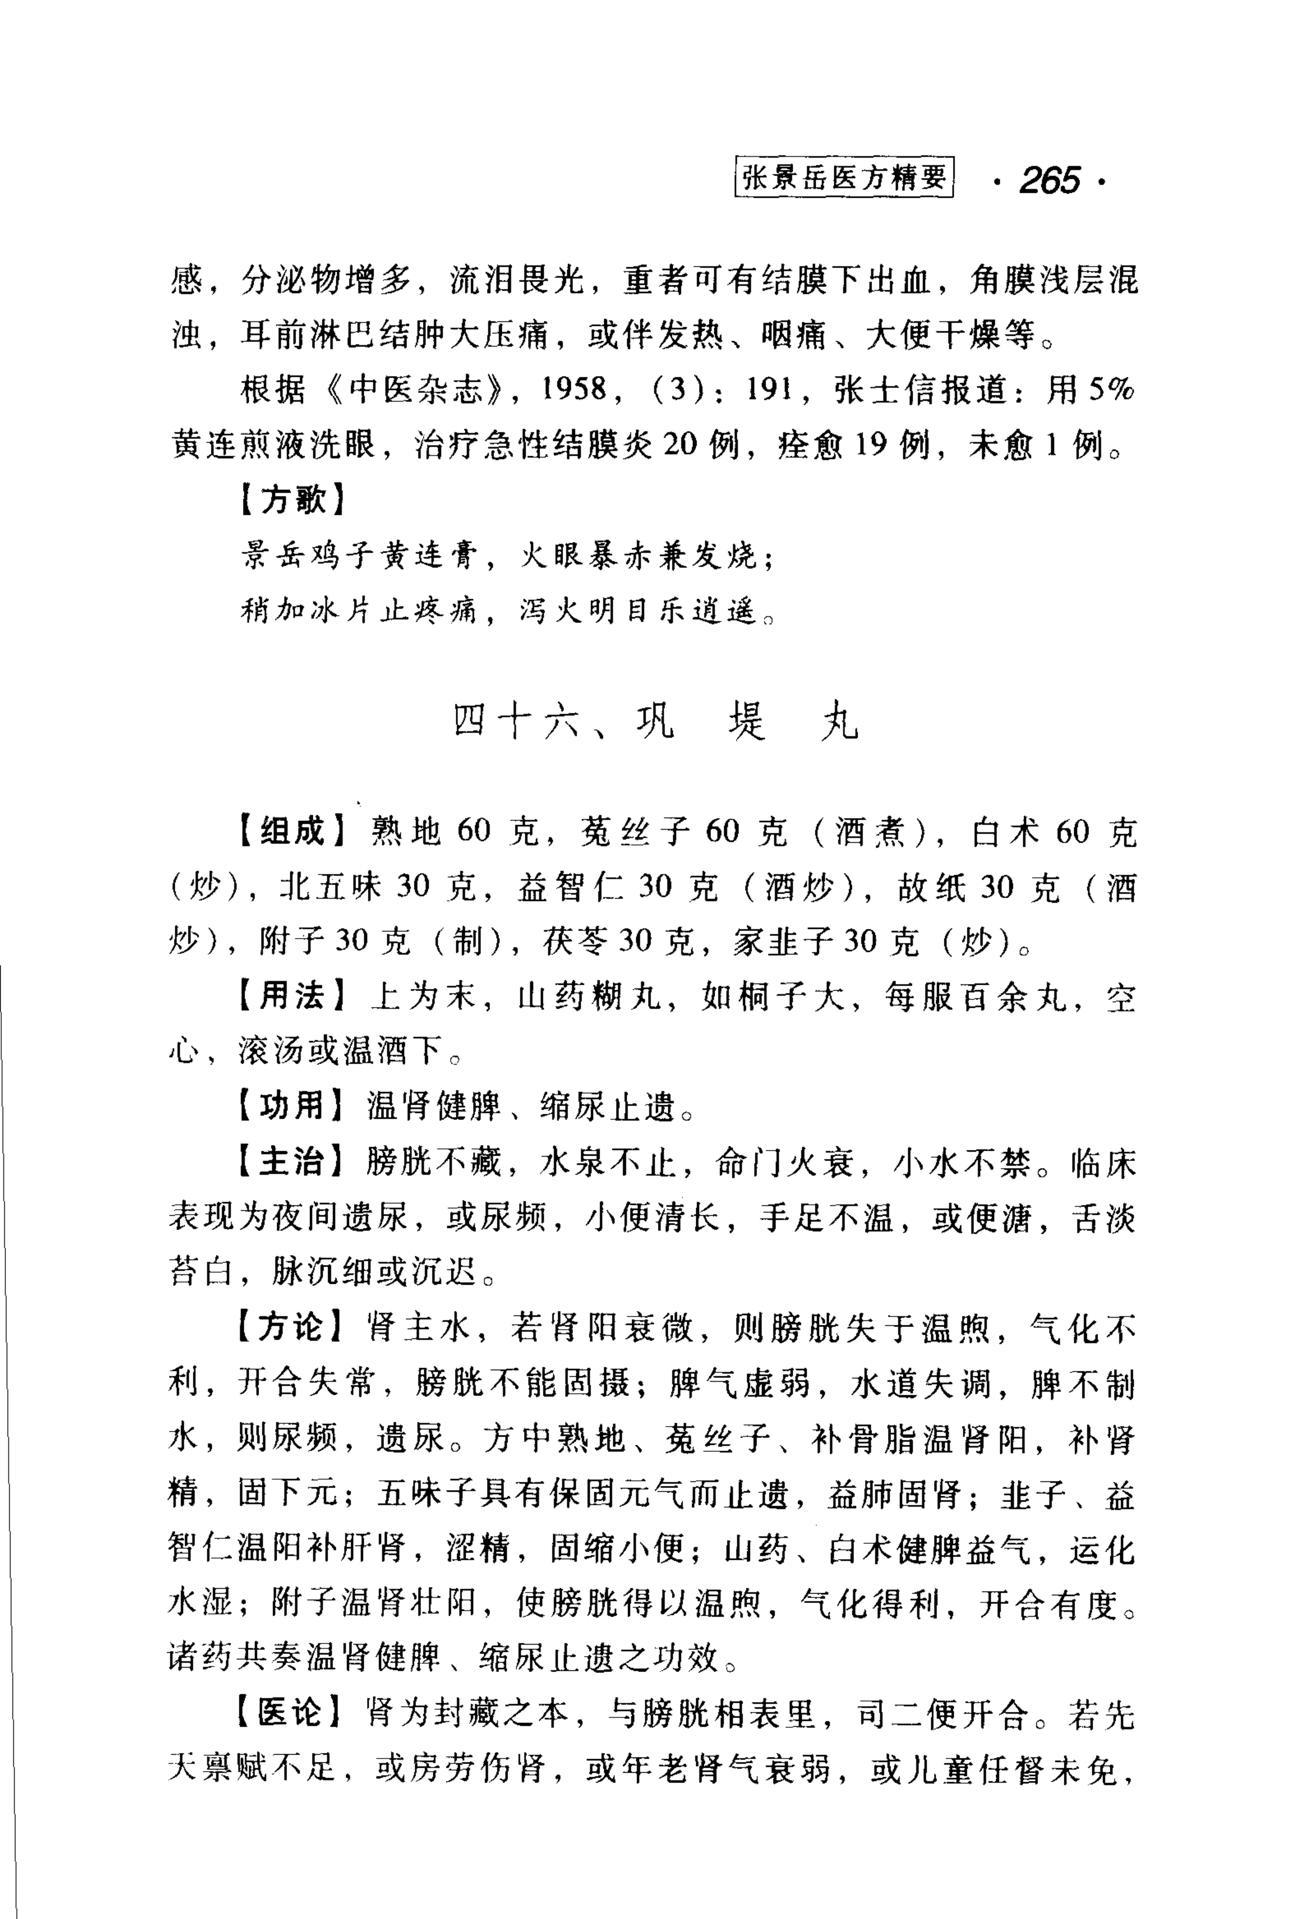 张景岳医方精要 ·265·
感，分泌物增多，流泪畏光，重者可有结膜下出血，角膜浅层混
浊，耳前淋巴结肿大压痛，或伴发热、咽痛、大便干燥等。
根据《中医杂志》，1958，（3）：191，张士信报道：用5%
黄连煎液洗眼，治疗急性结膜炎20例，痊愈19例，未愈1例。
【方歌】
景岳鸡子黄连膏，火眼暴赤兼发烧；
稍加冰片止疼痛，泻火明目乐逍遥。
四十六、巩 堤 丸
【组成】熟地60克，菟丝子60克（酒煮），白术60克
（炒），北五味30克，益智仁30克（酒炒），故纸30克（酒
炒），附子30克（制），茯苓30克，家韭子30克（炒）。
【用法】上为末，山药糊丸，如桐子大，每服百余丸，空
心，滚汤或温酒下。
【功用】温肾健脾、缩尿止遗。
【主治】膀胱不藏，水泉不止，命门火衰，小水不禁。临床
表现为夜间遗尿，或尿频，小便清长，手足不温，或便溏，舌淡
苔白，脉沉细或沉迟。
【方论】肾主水，若肾阳衰微，则膀胱失于温煦，气化不
利，开合失常，膀胱不能固摄；脾气虚弱，水道失调，脾不制
水，则尿频，遗尿。方中熟地、菟丝子、补骨脂温肾阳，补肾
精，固下元；五味子具有保固元气而止遗，益肺固肾；韭子、益
智仁温阳补肝肾，涩精，固缩小便；山药、白术健脾益气，运化
水湿；附子温肾壮阳，使膀胱得以温煦，气化得利，开合有度。
诸药共奏温肾健脾、缩尿止遗之功效。
【医论】肾为封藏之本，与膀胱相表里，司二便开合。若先
天禀赋不足，或房劳伤肾，或年老肾气衰弱，或儿童任督未免，